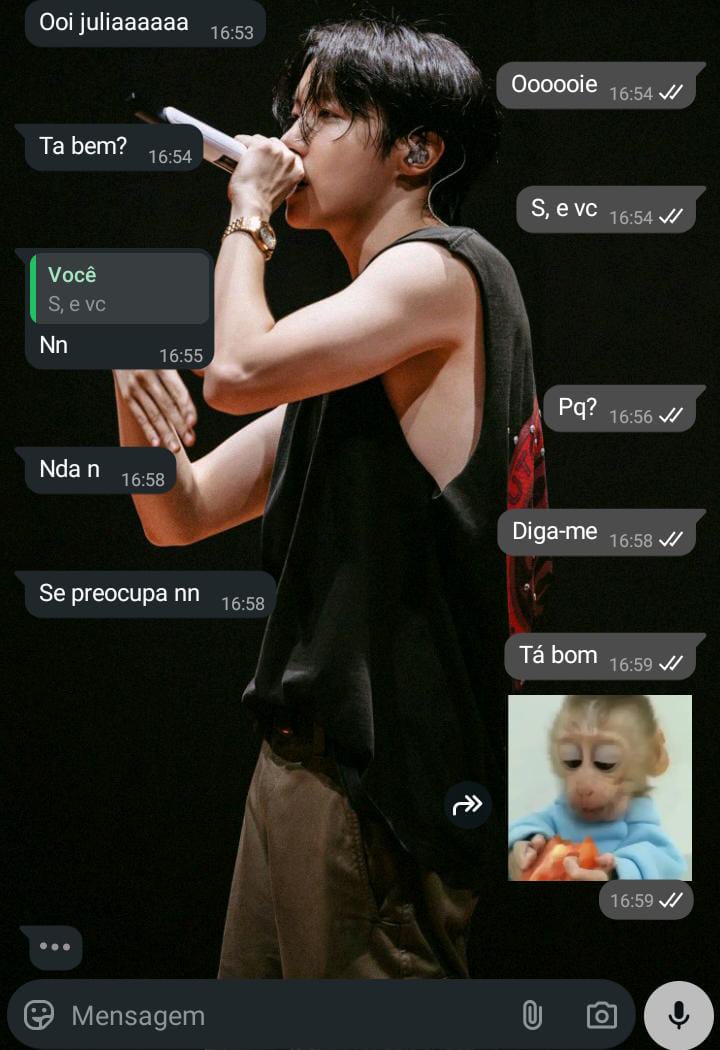 Ooi juliaaaaaa 16:53
Oooooie 16:54
Ta bem? 16:54
S, e vc 16:54
Você
S, e vc
Nn 16:55
Pq? 16:56
Nda n 16:58
Diga-me 16:58
Se preocupa nn 16:58
Tá bom 16:59
16:59
Mensagem